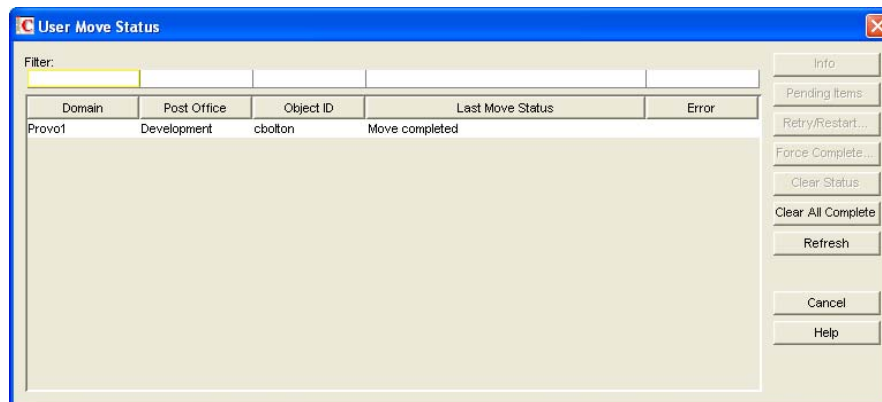 User Move Status
Filter:
Domain Post Office Object ID Last Move Status Error
Provo1 Development cbolton Move completed
Info
Pending Items
Retry/Restart...
Force Complete...
Clear Status
Clear All Complete
Refresh
Cancel
Help